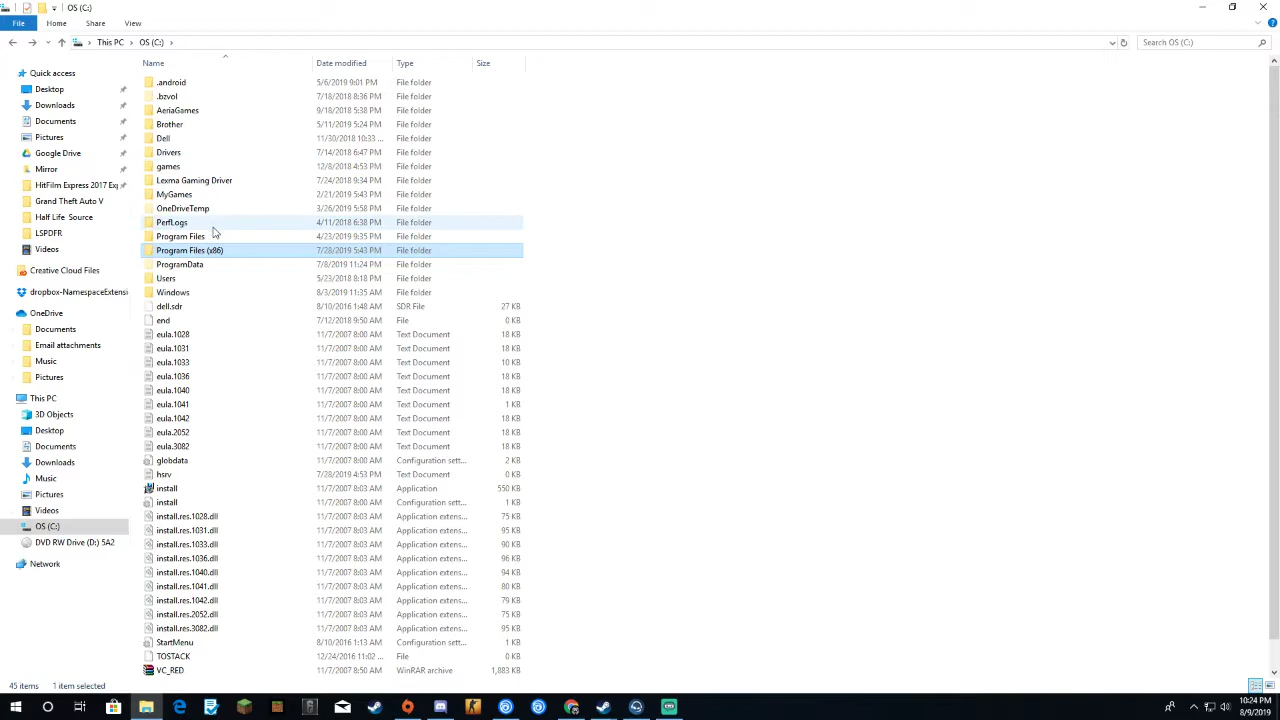 OS (C:)
File Home Share View
This PC OS (C:)
Search OS (C:)
Name Date modified Type Size
Quick access
Desktop
Downloads
Documents
Pictures
Google Drive
Mirror
HitFilm Express 2017 Exp
Grand Theft Auto V
Half Life Source
LSPDFR
Videos
Creative Cloud Files
dropbox-NamespaceExtensi
OneDrive
Documents
Email attachments
Music
Pictures
This PC
3D Objects
Desktop
Documents
Downloads
Music
Pictures
Videos
OS (C:)
DVD RW Drive (D:) 5A2
Network
.android 5/6/2019 9:01 PM File folder
.bzvol 7/18/2018 8:36 PM File folder
AeriaGames 9/18/2018 5:38 PM File folder
Brother 5/11/2019 5:24 PM File folder
Dell 11/30/2018 10:33 ... File folder
Drivers 7/14/2018 6:47 PM File folder
games 12/8/2018 4:53 PM File folder
Lexma Gaming Driver 7/24/2018 9:34 PM File folder
MyGames 2/21/2019 5:43 PM File folder
OneDriveTemp 3/26/2019 5:58 PM File folder
PerfLogs 4/11/2018 6:38 PM File folder
Program Files 4/23/2019 9:35 PM File folder
Program Files (x86) 7/28/2019 5:43 PM File folder
ProgramData 7/8/2019 11:24 PM File folder
Users 5/23/2018 8:18 PM File folder
Windows 8/3/2019 11:35 AM File folder
dell.sdr 8/10/2016 1:48 AM SDR File 27 KB
end 7/12/2018 9:50 AM File 0 KB
eula.1028 11/7/2007 8:00 AM Text Document 18 KB
eula.1031 11/7/2007 8:00 AM Text Document 18 KB
eula.1033 11/7/2007 8:00 AM Text Document 10 KB
eula.1036 11/7/2007 8:00 AM Text Document 18 KB
eula.1040 11/7/2007 8:00 AM Text Document 18 KB
eula.1041 11/7/2007 8:00 AM Text Document 1 KB
eula.1042 11/7/2007 8:00 AM Text Document 18 KB
eula.2052 11/7/2007 8:00 AM Text Document 18 KB
eula.3082 11/7/2007 8:00 AM Text Document 18 KB
globdata 11/7/2007 8:00 AM Configuration sett... 2 KB
hsrv 7/28/2019 4:53 PM Text Document 0 KB
install 11/7/2007 8:03 AM Application 550 KB
install 11/7/2007 8:00 AM Configuration sett... 1 KB
install.res.1028.dll 11/7/2007 8:03 AM Application extens... 75 KB
install.res.1031.dll 11/7/2007 8:03 AM Application extens... 95 KB
install.res.1033.dll 11/7/2007 8:03 AM Application extens... 90 KB
install.res.1036.dll 11/7/2007 8:03 AM Application extens... 96 KB
install.res.1040.dll 11/7/2007 8:03 AM Application extens... 94 KB
install.res.1041.dll 11/7/2007 8:03 AM Application extens... 80 KB
install.res.1042.dll 11/7/2007 8:03 AM Application extens... 79 KB
install.res.2052.dll 11/7/2007 8:03 AM Application extens... 75 KB
install.res.3082.dll 11/7/2007 8:03 AM Application extens... 95 KB
StartMenu 8/10/2016 1:13 AM Configuration sett... 1 KB
TOSTACK 12/24/2016 11:02 ... File 0 KB
VC_RED 11/7/2007 8:50 AM WinRAR archive 1,883 KB
45 items 1 item selected
10:24 PM
8/9/2019